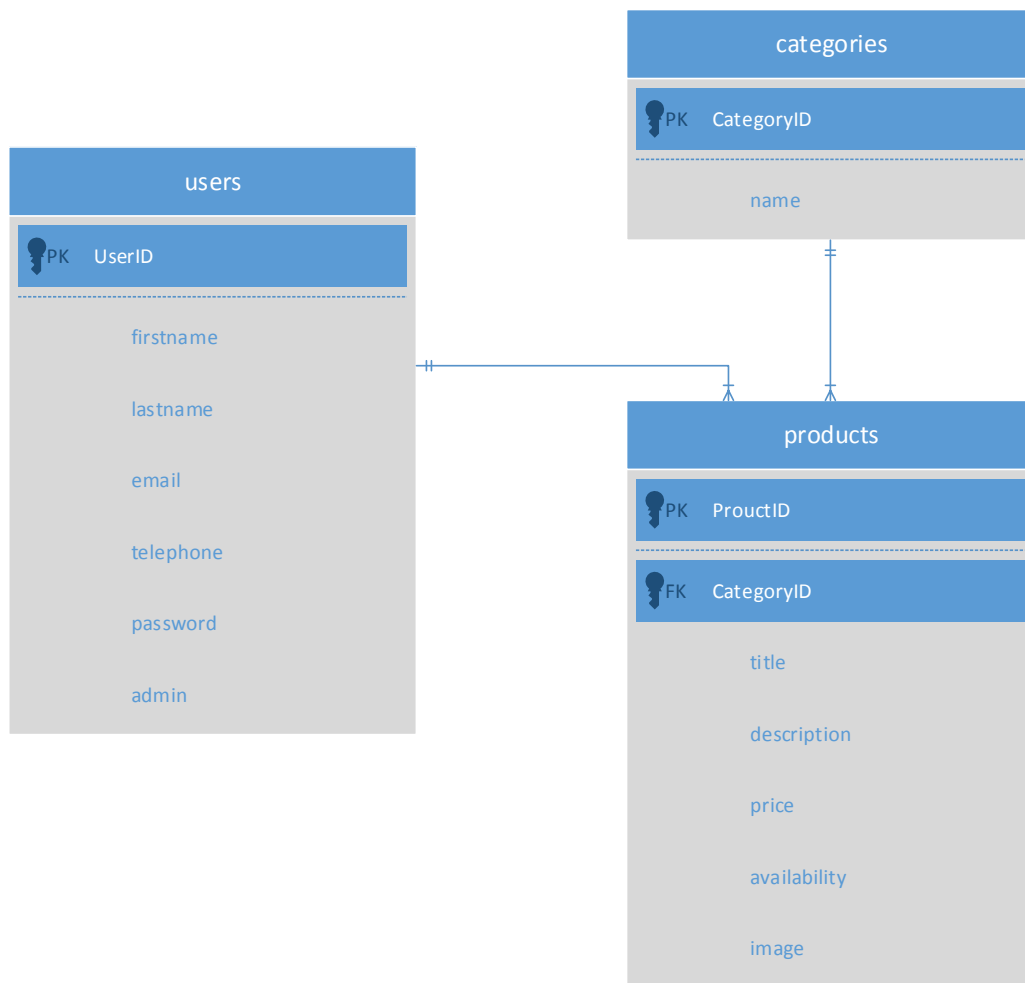 categories
PK CategoryID
name
users
PK UserID
firstname
lastname
email
telephone
password
admin
products
PK ProuctID
FK CategoryID
title
description
price
availability
image